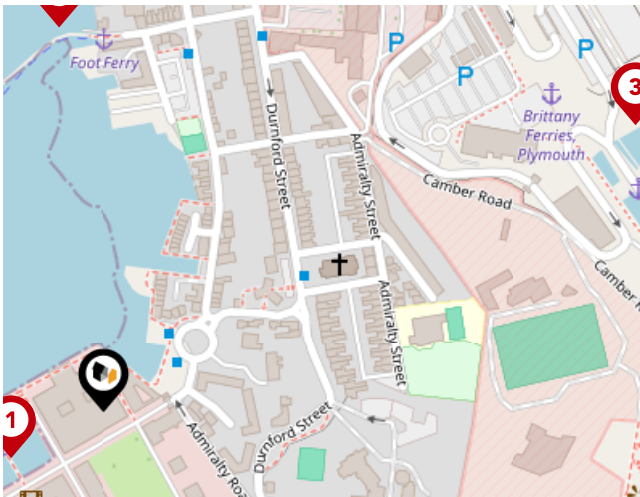 P
P
P
Foot Ferry
3
Brittany
Ferries,
Plymouth
Durnford Street
Admiralty Street
Camber Road
Camber R
Admiralty Street
1
Durnford Street
Admiralty Roa